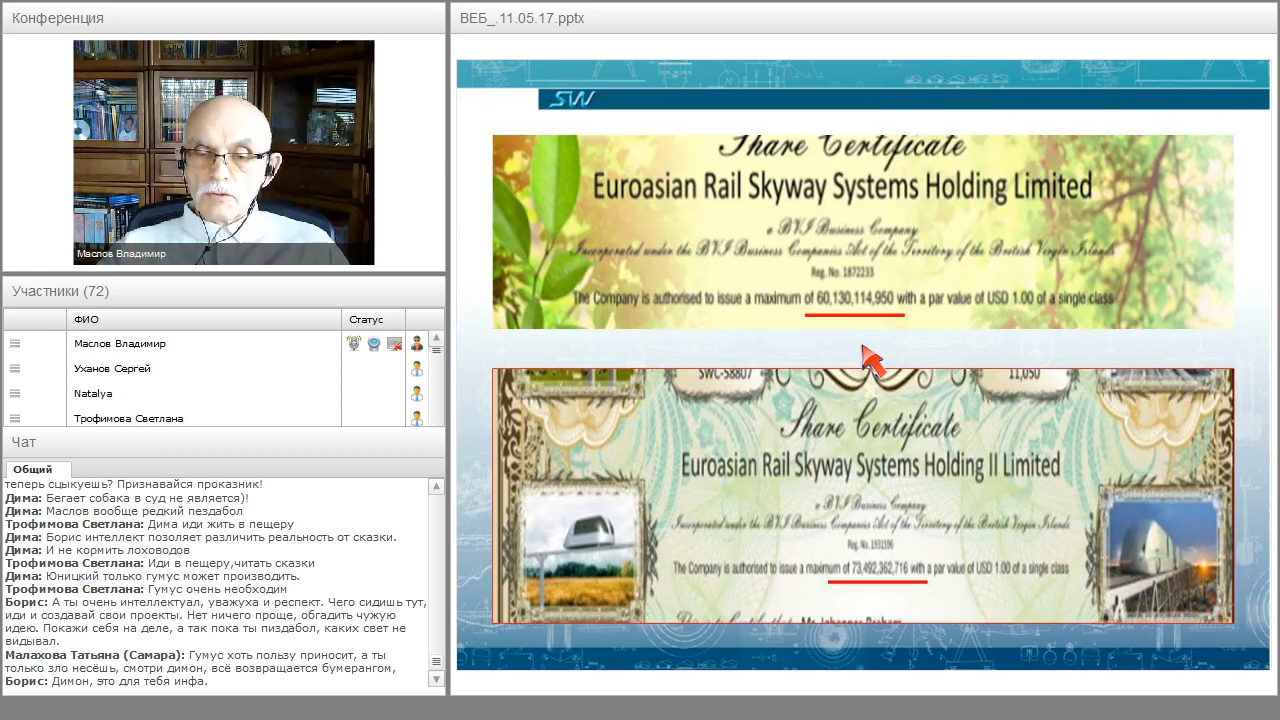 Конференция
Маслов Владимир
Участники (72)
ФИО
Статус
Маслов Владимир
Уханов Сергей
Natalya
Трофимова Светлана
Чат
Общий
теперь сцыкуешь? Признавайся проказник!
Дима: Бегает собака в суд не является)!
Дима: Маслов вообще редкий пездабол
Трофимова Светлана: Дима иди жить в пещеру
Дима: Борис интеллект позволят различить реальность от сказки.
Дима: И не кормить лоховодов
Трофимова Светлана: Иди в пещеру,читать сказки
Дима: Юницкий только гумус может производить.
Трофимова Светлана: Гумус очень необходим
Борис: А ты очень интеллектуал, уважуха и респект. Чего сидишь тут,
иди и создавай свои проекты. Нет ничего проще, обгадить чужую
идею. Покажи себя на деле, а так пока ты пиздабол, каких свет не
видывал.
Малахова Татьяна (Самара): Гумус хоть пользу приносит, а ты
только зло несёшь, смотри димон, всё возвращается бумерангом,
Борис: Димон, это для тебя инфа.
ВЕБ_.11.05.17.pptx
SW
Share Certificate
Euroasian Rail Skyway Systems Holding Limited
a BVI Business Company
Incorporated under the BVI Business Companies Act of the Territory of the British Virgin Islands
Reg. No. 1872233
The Company is authorised to issue a maximum of 60,130,114,950 with a par value of USD 1.00 of a single class
SWC-58807
11,050
Share Certificate
Euroasian Rail Skyway Systems Holding II Limited
a BVI Business Company
Incorporated under the BVI Business Companies Act of the Territory of the British Virgin Islands
Reg. No. 1931596
The Company is authorised to issue a maximum of 73,492,362,716 with a par value of USD 1.00 of a single class